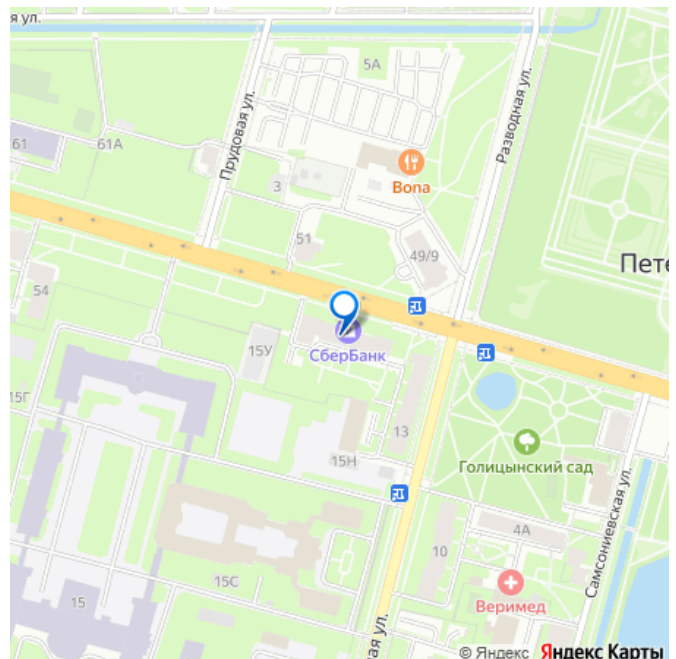 я ул.
5А
Прудовая ул.
Разводная ул.
61
61А
Bona
3
51
49/9
Пете
54
СберБанк
15У
15Г
13
Голицынский сад
15Н
Самсониевская ул.
4А
10
15С
Веримед
15
ая ул.
© Яндекс Яндекс Карты